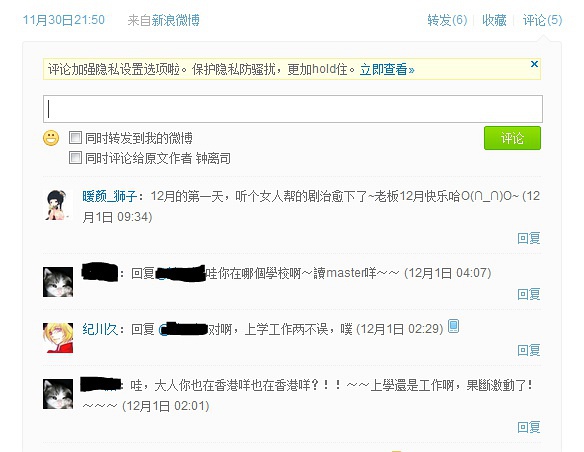 11月30日21:50 来自新浪微博 转发(6) 收藏 评论(5)
评论加强隐私设置选项啦。保护隐私防骚扰，更加hold住。立即查看»
同时转发到我的微博 评论
同时评论给原文作者 钟离司
暖颜_狮子：12月的第一天，听个女人帮的剧治愈下了~老板12月快乐哈O(∩_∩)O~ (12
月1日 09:34)
回复
：回复@ 哇你在哪個學校啊～讀master咩～～ (12月1日 04:07)
回复
纪川久：回复 @ 对啊，上学工作两不误，噗 (12月1日 02:29)
回复
：哇，大人你也在香港咩也在香港咩？！！～～上學還是工作啊，果斷激動了！
～～～ (12月1日 02:01)
回复